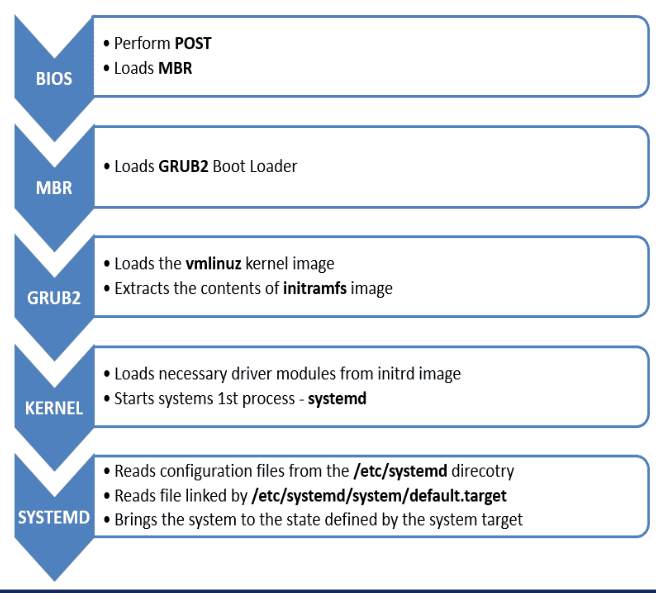 BIOS
• Perform POST
• Loads MBR
MBR
• Loads GRUB2 Boot Loader
GRUB2
• Loads the vmlinuz kernel image
• Extracts the contents of initramfs image
KERNEL
• Loads necessary driver modules from initrd image
• Starts systems 1st process - systemd
SYSTEMD
• Reads configuration files from the /etc/systemd direcotry
• Reads file linked by /etc/systemd/system/default.target
• Brings the system to the state defined by the system target